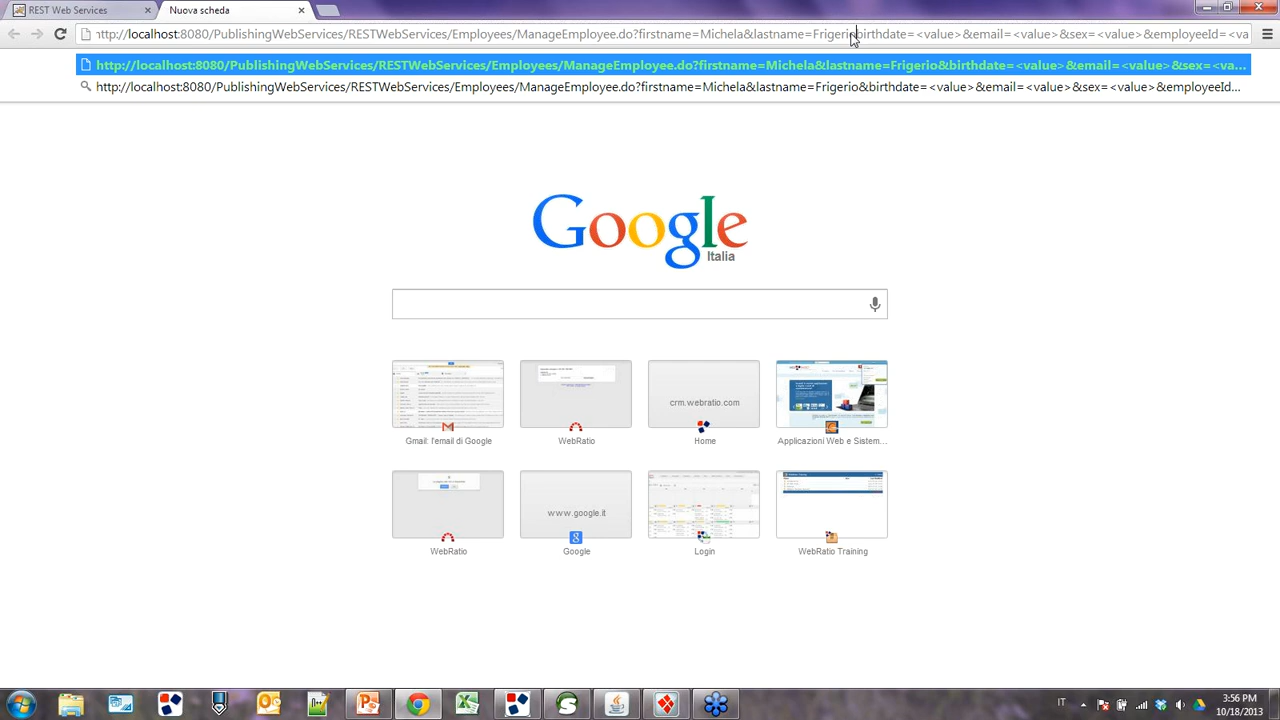 REST Web Services
Nuova scheda
http://localhost:8080/PublishingWebServices/RESTWebServices/Employees/ManageEmployee.do?firstname=Michela&lastname=Frigerio&birthdate=<value>&email=<value>&sex=<value>&employeeId=<va
http://localhost:8080/PublishingWebServices/RESTWebServices/Employees/ManageEmployee.do?firstname=Michela&lastname=Frigerio&birthdate=<value>&email=<value>&sex=<va...
http://localhost:8080/PublishingWebServices/RESTWebServices/Employees/ManageEmployee.do?firstname=Michela&lastname=Frigerio&birthdate=<value>&email=<value>&sex=<value>&employeeId...
Google
Italia
crm.webratio.com
Gmail: l'email di Google
WebRatio
Home
Applicazioni Web e Sistem...
www.google.it
WebRatio
Google
Login
WebRatio Training
IT
3:56 PM
10/18/2013